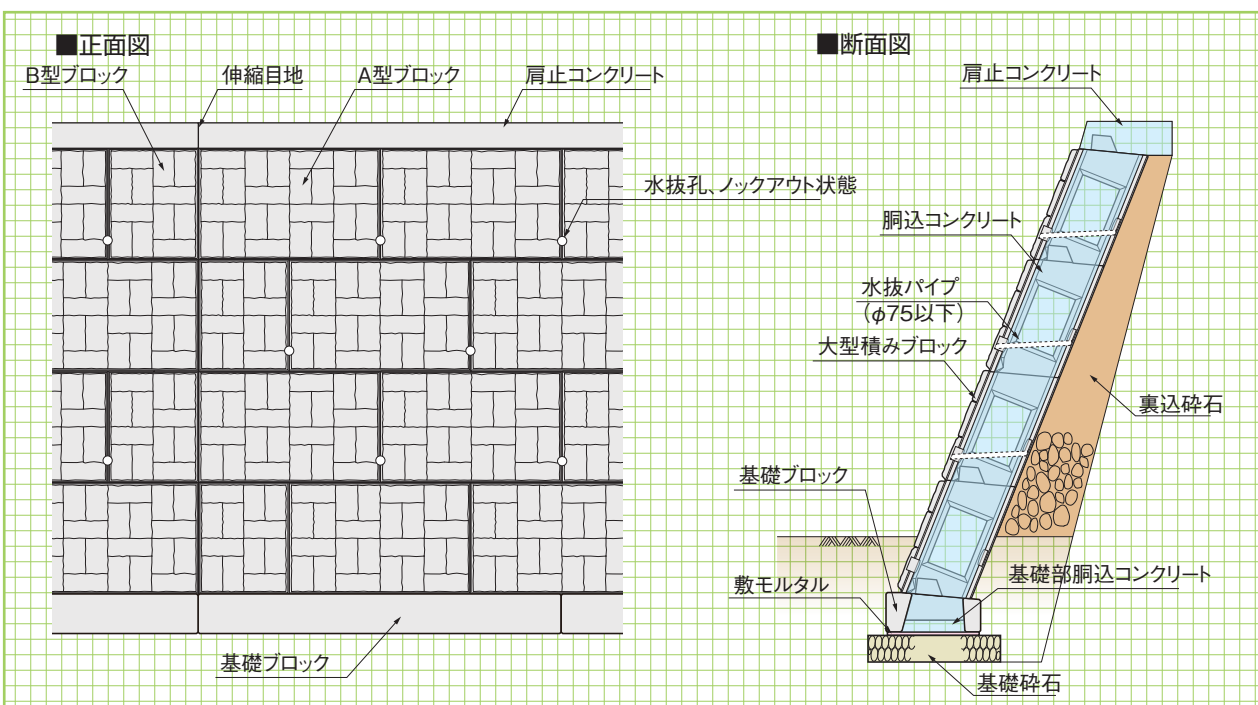 ■正面図
B型ブロック
伸縮目地
A型ブロック
肩止コンクリート
水抜孔、ノックアウト状態
基礎ブロック
■断面図
肩止コンクリート
胴込コンクリート
水抜パイプ
（φ75以下）
大型積みブロック
裏込砕石
基礎ブロック
敷モルタル
基礎部胴込コンクリート
基礎砕石